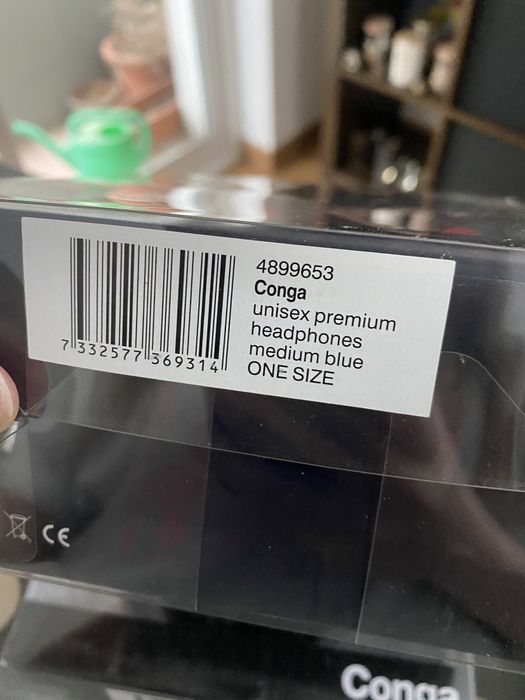 4899653
Conga
unisex premium
headphones
medium blue
ONE SIZE
7 332577 369314
CE
Conga